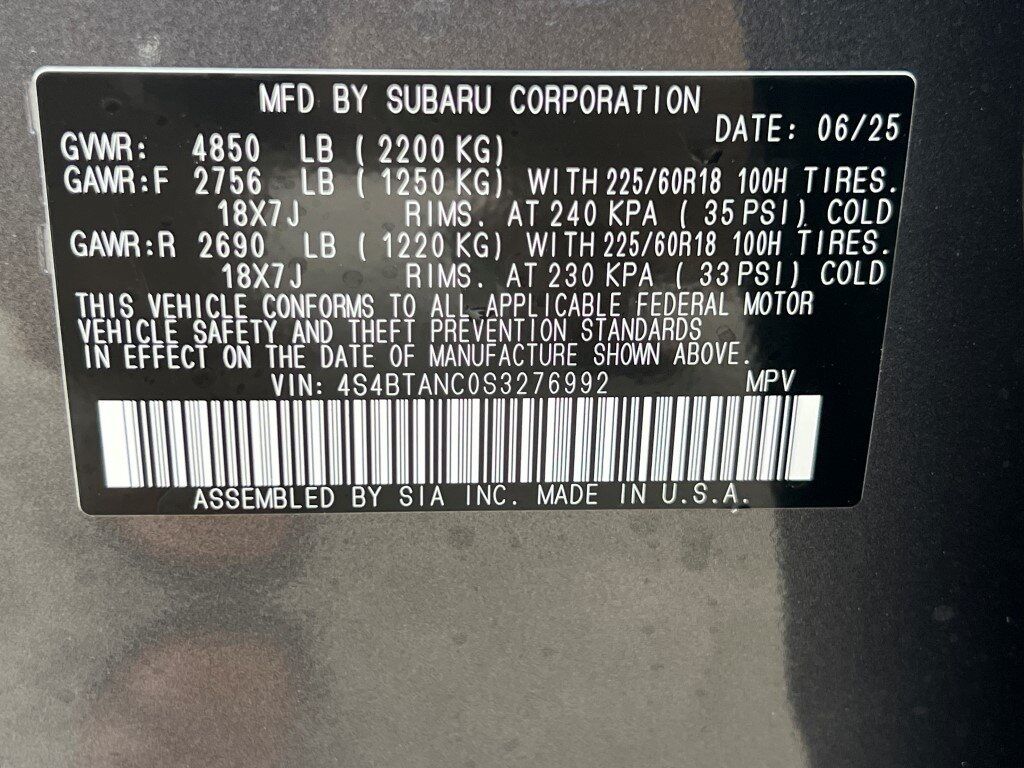 MFD BY SUBARU CORPORATION
DATE: 06/25
GVWR: 4850 LB ( 2200 KG)
GAWR:F 2756 LB ( 1250 KG) WITH 225/60R18 100H TIRES.
18X7J RIMS. AT 240 KPA ( 35 PSI) COLD
GAWR:R 2690 LB ( 1220 KG) WITH 225/60R18 100H TIRES.
18X7J RIMS. AT 230 KPA ( 33 PSI) COLD
THIS VEHICLE CONFORMS TO ALL APPLICABLE FEDERAL MOTOR
VEHICLE SAFETY AND THEFT PREVENTION STANDARDS
IN EFFECT ON THE DATE OF MANUFACTURE SHOWN ABOVE.
VIN: 4S4BTANC0S3276992 MPV
ASSEMBLED BY SIA INC. MADE IN U.S.A.